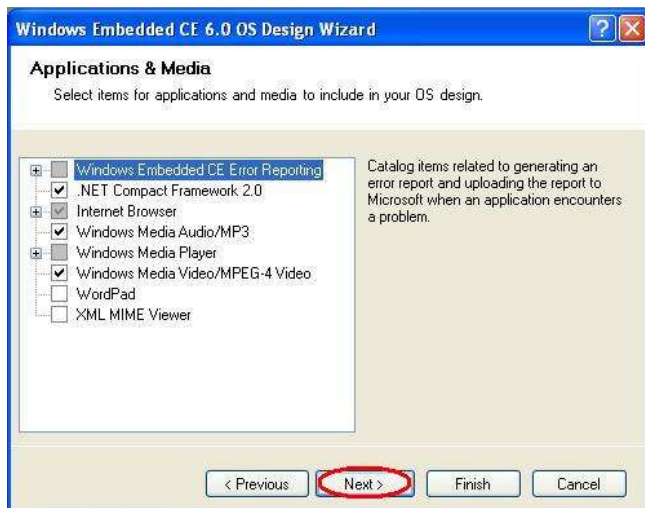 Windows Embedded CE 6.0 OS Design Wizard
Applications & Media
Select items for applications and media to include in your OS design.
Windows Embedded CE Error Reporting
.NET Compact Framework 2.0
Internet Browser
Windows Media Audio/MP3
Windows Media Player
Windows Media Video/MPEG-4 Video
WordPad
XML MIME Viewer
Catalog items related to generating an
error report and uploading the report to
Microsoft when an application encounters
a problem.
< Previous
Next >
Finish
Cancel